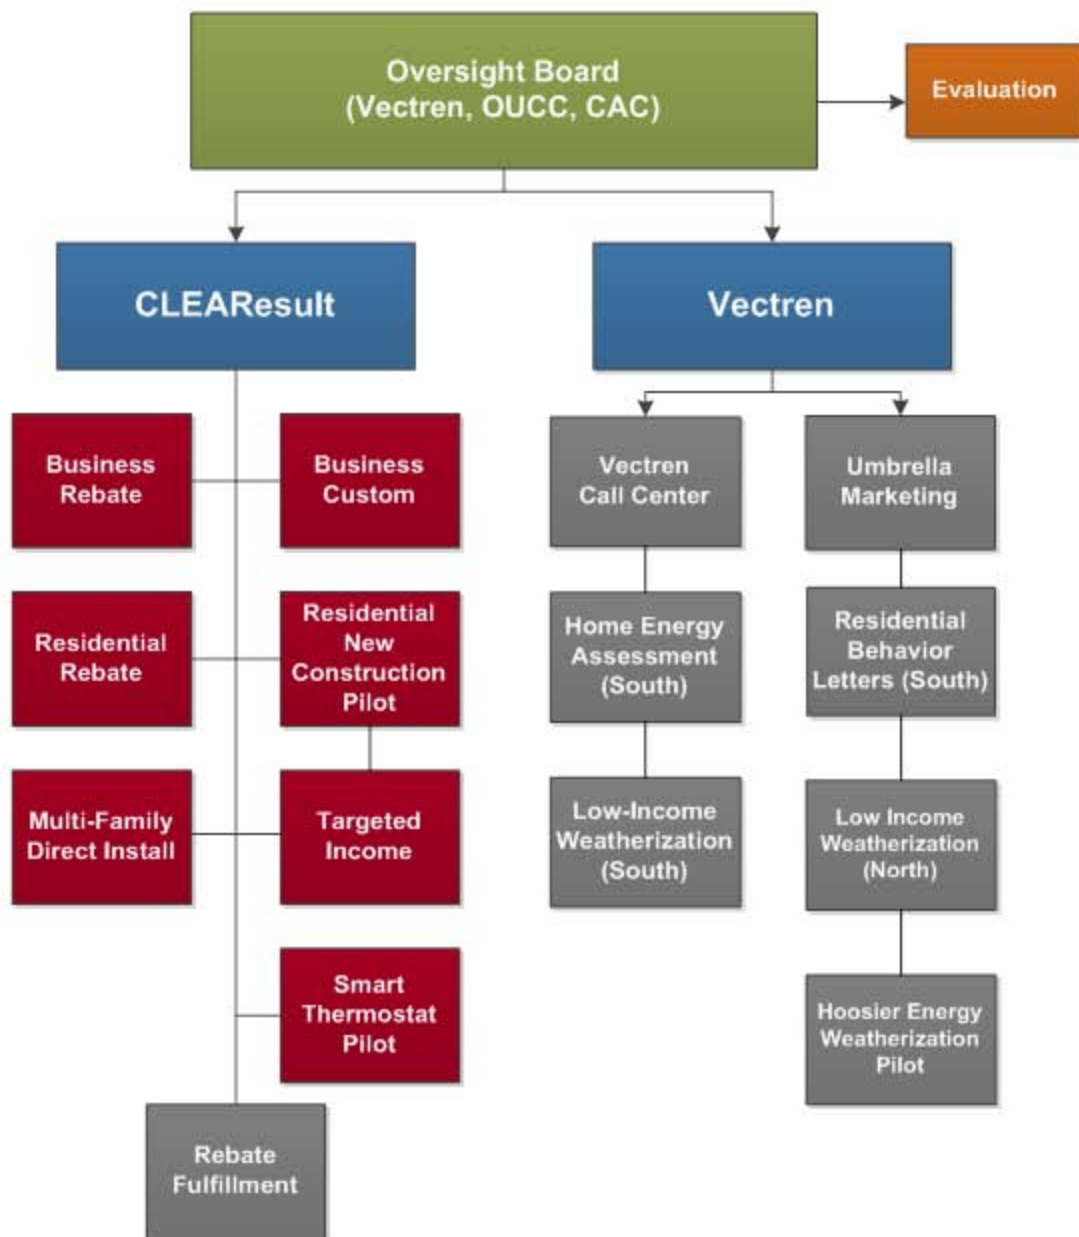 Oversight Board
(Vectren, OUCC, CAC)
Evaluation
CLEAResult
Vectren
Business
Rebate
Business
Custom
Vectren
Call Center
Umbrella
Marketing
Residential
Rebate
Residential
New
Construction
Pilot
Home Energy
Assessment
(South)
Residential
Behavior
Letters (South)
Multi-Family
Direct Install
Targeted
Income
Low-Income
Weatherization
(South)
Low Income
Weatherization
(North)
Smart
Thermostat
Pilot
Hoosier Energy
Weatherization
Pilot
Rebate
Fulfillment